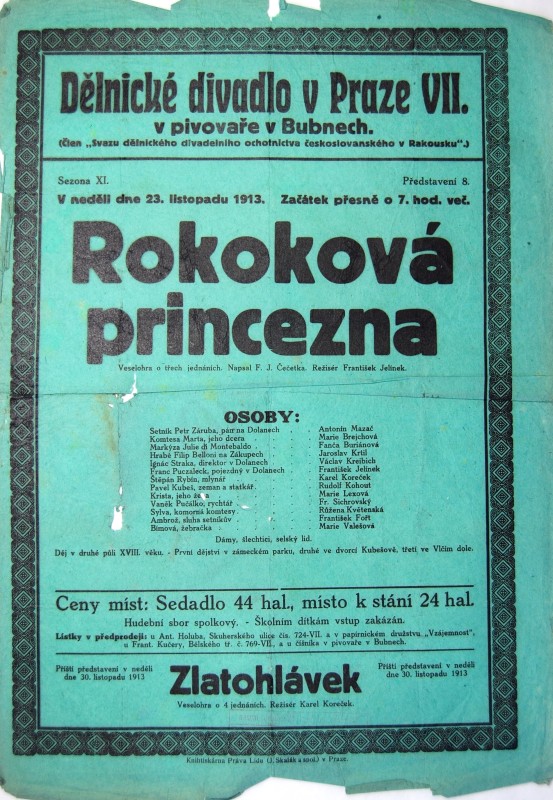 Dělnické divadlo v Praze VII.
v pivovaře v Bubnech.
(Člen „Svazu dělnického divadelního ochotnictva českoslovanského v Rakousku“.)
Sezona XI. Představení 8.
V neděli dne 23. listopadu 1913. Začátek přesně o 7. hod. več.
Rokoková
princezna
Veselohra o třech jednáních. Napsal F. J. Čečetka. Režisér František Jelínek.
OSOBY:
Setník Petr Záruba, pán na Dolanech . Antonín Mazač
Komtesa Marta, jeho dcera . . . . Marie Brejchová
Markýza Julie di Montebaldo . . . . Fanča Buriánová
Hrabě Filip Belloni na Zákupech . . Jaroslav Krtil
Ignác Straka, direktor v Dolanech . . Václav Kreibich
Franc Puczaleck, pojezdný v Dolanech . František Jelínek
Štěpán Rybín, mlynář . . . . Karel Koreček
Pavel Kubeš, zeman a statkář . . . Rudolf Kohout
Krista, jeho . . . . Marie Lexová
Vaněk Pučálko, rychtář . . . . Fr. Sichrovský
Sylva, komorná komtesy . . . . Růžena Květenská
Ambrož, sluha setníkův . . . . František Fořt
Bímová, žebračka . . . . Marie Valešová
Dámy, šlechtici, selský lid.
Děj v druhé půli XVIII. věku. - První dějství v zámeckém parku, druhé ve dvorci Kubešově, třetí ve Vlčím dole.
Ceny míst: Sedadlo 44 hal., místo k stání 24 hal.
Hudební sbor spolkový. - Školním dítkám vstup zakázán.
Lístky v předprodeji: u Ant. Holuba, Skuherského ulice čís. 724-VII. a v papírnickém družstvu „Vzájemnost“,
u Frant. Kučery, Bělského tř. č. 769-VII., a u číšníka v pivovaře v Bubnech.
Příští představení v neděli
dne 30. listopadu 1913
Zlatohlávek
Příští představení v neděli
dne 30. listopadu 1913
Veselohra o 4 jednáních. Režisér Karel Koreček.
Knihtiskárna Práva Lidu (J. Skalák a spol.) v Praze.